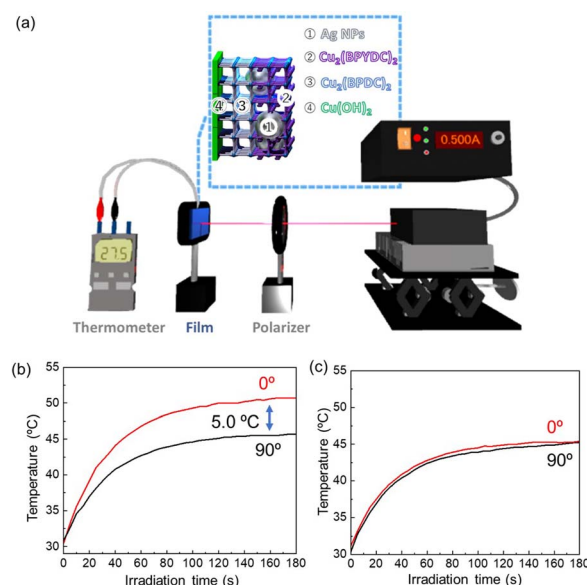 (a)
① Ag NPs
② Cu₂(BPYDC)₂
③ Cu₂(BPDC)₂
④ Cu(OH)₂
④ ③ ② ①
0.500A
27.5
Thermometer Film Polarizer
(b)
Temperature (ºC)
55
50
45
40
35
30
0º
5.0 ºC
90º
0 20 40 60 80 100 120 140 160 180
Irradiation time (s)
(c)
Temperature (ºC)
55
50
45
40
35
30
0º
90º
0 20 40 60 80 100 120 140 160 180
Irradiation time (s)